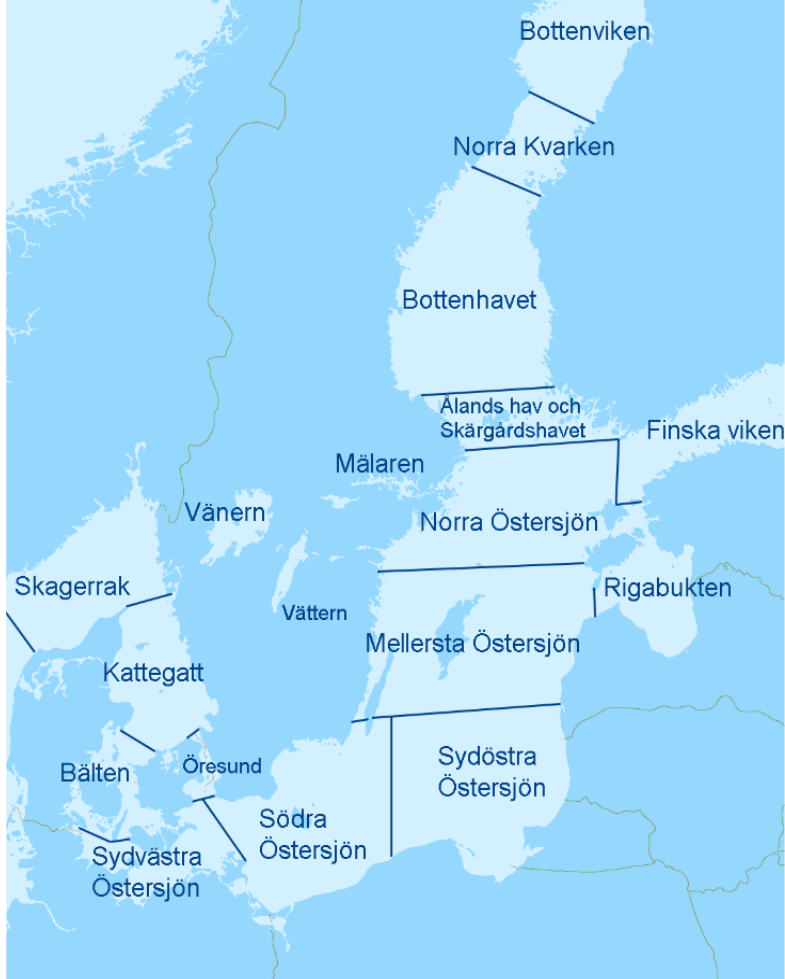 Bottenviken
Norra Kvarken
Bottenhavet
Ålands hav och
Skärgårdshavet
Finska viken
Mälaren
Vänern
Norra Östersjön
Skagerrak
Rigabukten
Vättern
Mellersta Östersjön
Kattegatt
Bälten
Öresund
Sydöstra
Östersjön
Södra
Östersjön
Sydvästra
Östersjön